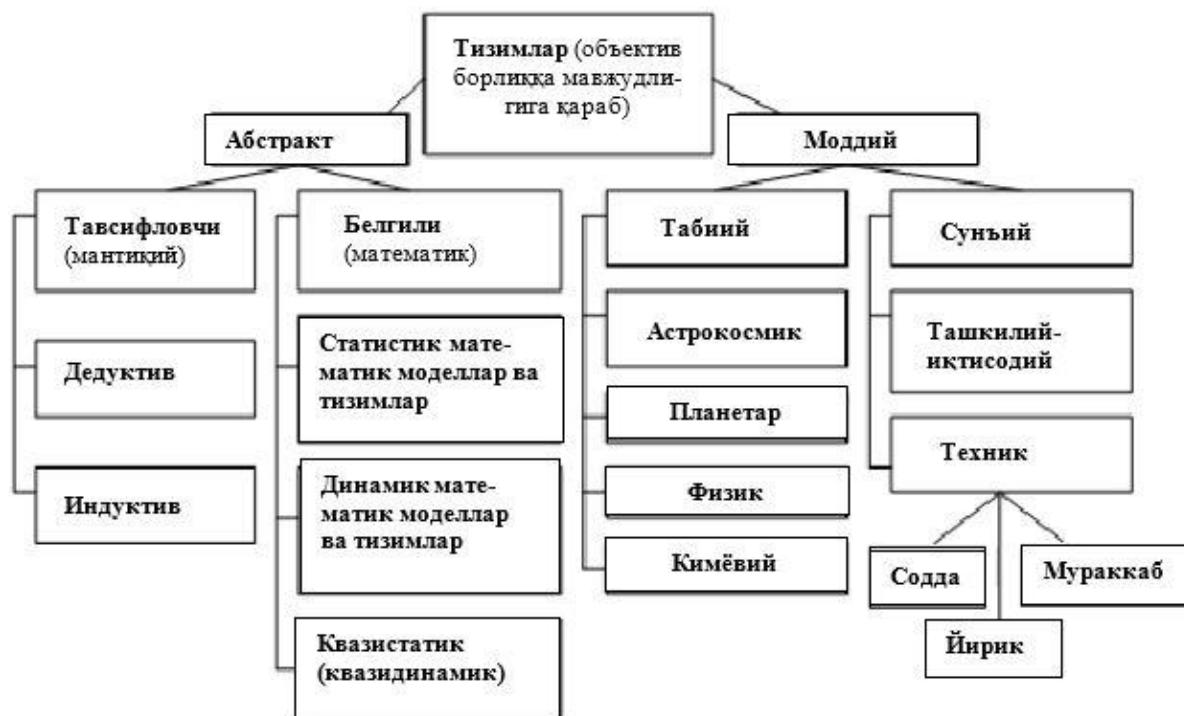 Тизимлар (объектив
борлиққа мавжудли-
гига қараб)
Абстракт
Моддий
Тавсифловчи
(мантиқий)
Дедуктив
Индуктив
Белгили
(математик)
Статистик мате-
матик моделлар ва
тизимлар
Динамик мате-
матик моделлар
ва тизимлар
Квазистатик
(квазидинамик)
Табиий
Астрокосмик
Планетар
Физик
Кимёвий
Сунъий
Ташкилий-
иқтисодий
Техник
Содда
Мураккаб
Йирик